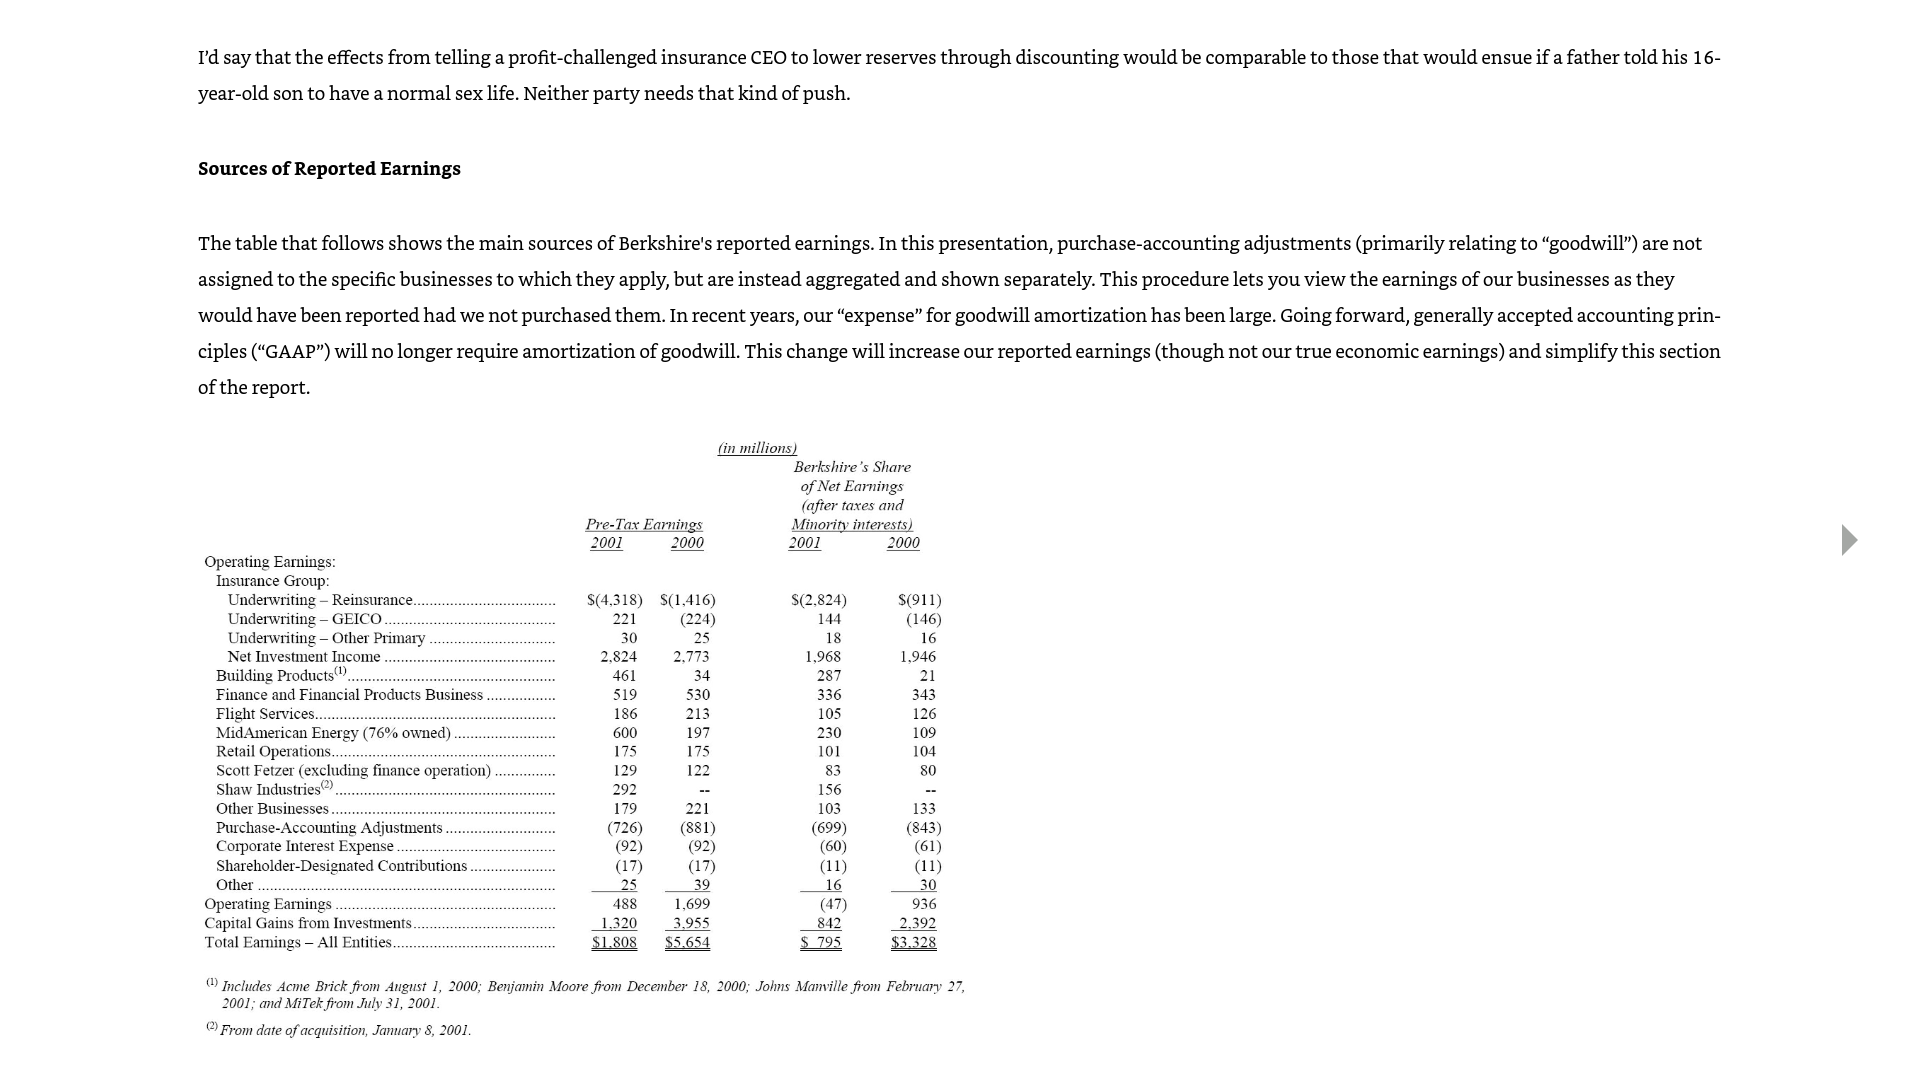 I’d say that the effects from telling a profit-challenged insurance CEO to lower reserves through discounting would be comparable to those that would ensue if a father told his 16-
year-old son to have a normal sex life. Neither party needs that kind of push.
Sources of Reported Earnings
The table that follows shows the main sources of Berkshire's reported earnings. In this presentation, purchase-accounting adjustments (primarily relating to “goodwill”) are not
assigned to the specific businesses to which they apply, but are instead aggregated and shown separately. This procedure lets you view the earnings of our businesses as they
would have been reported had we not purchased them. In recent years, our “expense” for goodwill amortization has been large. Going forward, generally accepted accounting prin-
ciples (“GAAP”) will no longer require amortization of goodwill. This change will increase our reported earnings (though not our true economic earnings) and simplify this section
of the report.
(in millions)
Berkshire’s Share
of Net Earnings
(after taxes and
Pre-Tax Earnings Minority interests)
2001 2000 2001 2000
Operating Earnings:
Insurance Group:
Underwriting – Reinsurance.................................. $(4,318) $(1,416) $(2,824) $(911)
Underwriting – GEICO ......................................... 221 (224) 144 (146)
Underwriting – Other Primary .............................. 30 25 18 16
Net Investment Income ......................................... 2,824 2,773 1,968 1,946
Building Products(1).................................................. 461 34 287 21
Finance and Financial Products Business ................. 519 530 336 343
Flight Services.......................................................... 186 213 105 126
MidAmerican Energy (76% owned) ........................ 600 197 230 109
Retail Operations...................................................... 175 175 101 104
Scott Fetzer (excluding finance operation) ............... 129 122 83 80
Shaw Industries(2) ..................................................... 292 -- 156 --
Other Businesses ...................................................... 179 221 103 133
Purchase-Accounting Adjustments .......................... (726) (881) (699) (843)
Corporate Interest Expense ...................................... (92) (92) (60) (61)
Shareholder-Designated Contributions .................... (17) (17) (11) (11)
Other ........................................................................ 25 39 16 30
Operating Earnings ..................................................... 488 1,699 (47) 936
Capital Gains from Investments.................................. 1,320 3,955 842 2,392
Total Earnings – All Entities....................................... $1,808 $5,654 $ 795 $3,328
(1) Includes Acme Brick from August 1, 2000; Benjamin Moore from December 18, 2000; Johns Manville from February 27,
2001; and MiTek from July 31, 2001.
(2) From date of acquisition, January 8, 2001.